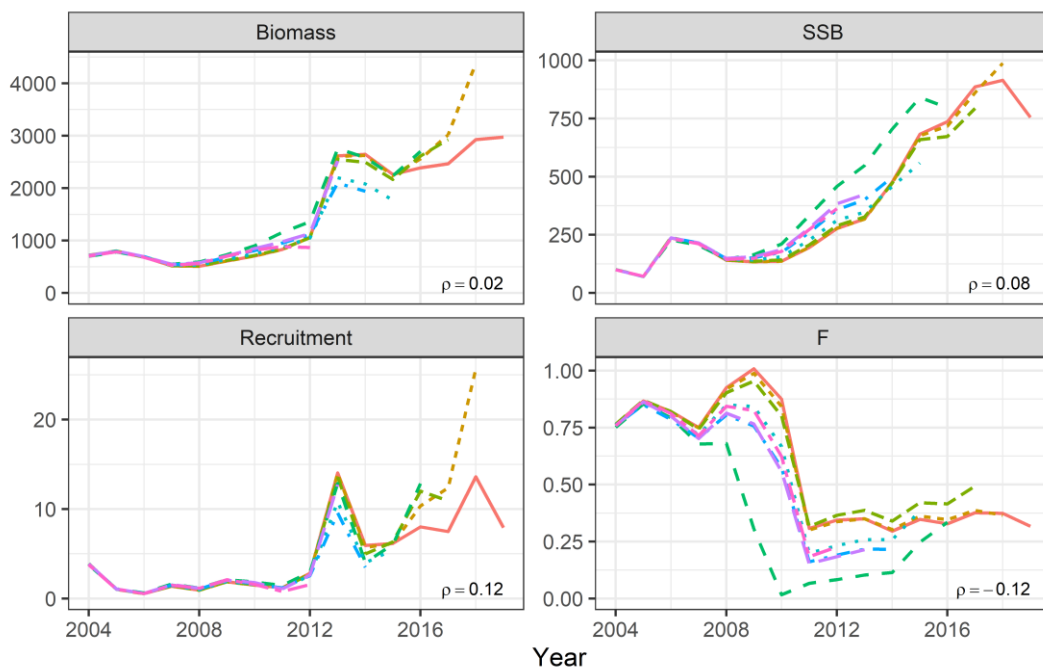 Biomass
SSB
4000
3000
2000
1000
0
ρ = 0.02
1000
750
500
250
0
ρ = 0.08
Recruitment
F
20
10
0
ρ = 0.12
1.00
0.75
0.50
0.25
0.00
ρ = −0.12
2004 2008 2012 2016
2004 2008 2012 2016
Year